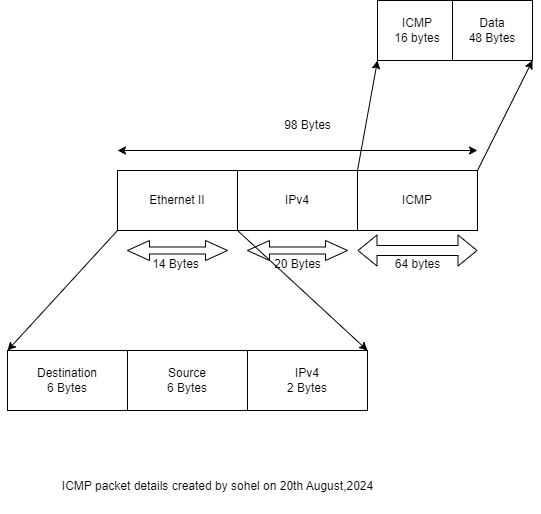 ICMP
16 bytes
Data
48 Bytes
98 Bytes
Ethernet II
IPv4
ICMP
14 Bytes
20 Bytes
64 bytes
Destination
6 Bytes
Source
6 Bytes
IPv4
2 Bytes
ICMP packet details created by sohel on 20th August,2024